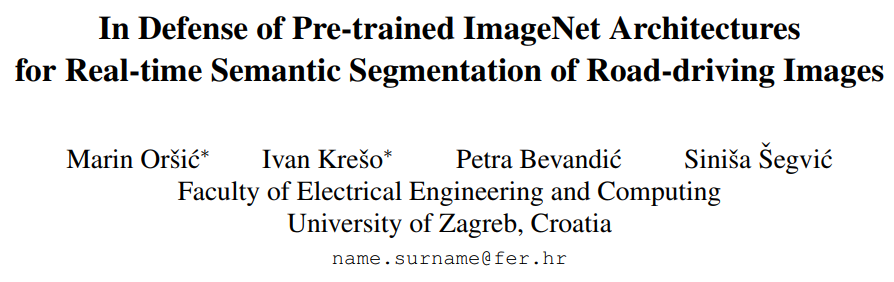 In Defense of Pre-trained ImageNet Architectures
for Real-time Semantic Segmentation of Road-driving Images
Marin Oršić* Ivan Krešo* Petra Bevandić Siniša Šegvić
Faculty of Electrical Engineering and Computing
University of Zagreb, Croatia
name.surname@fer.hr